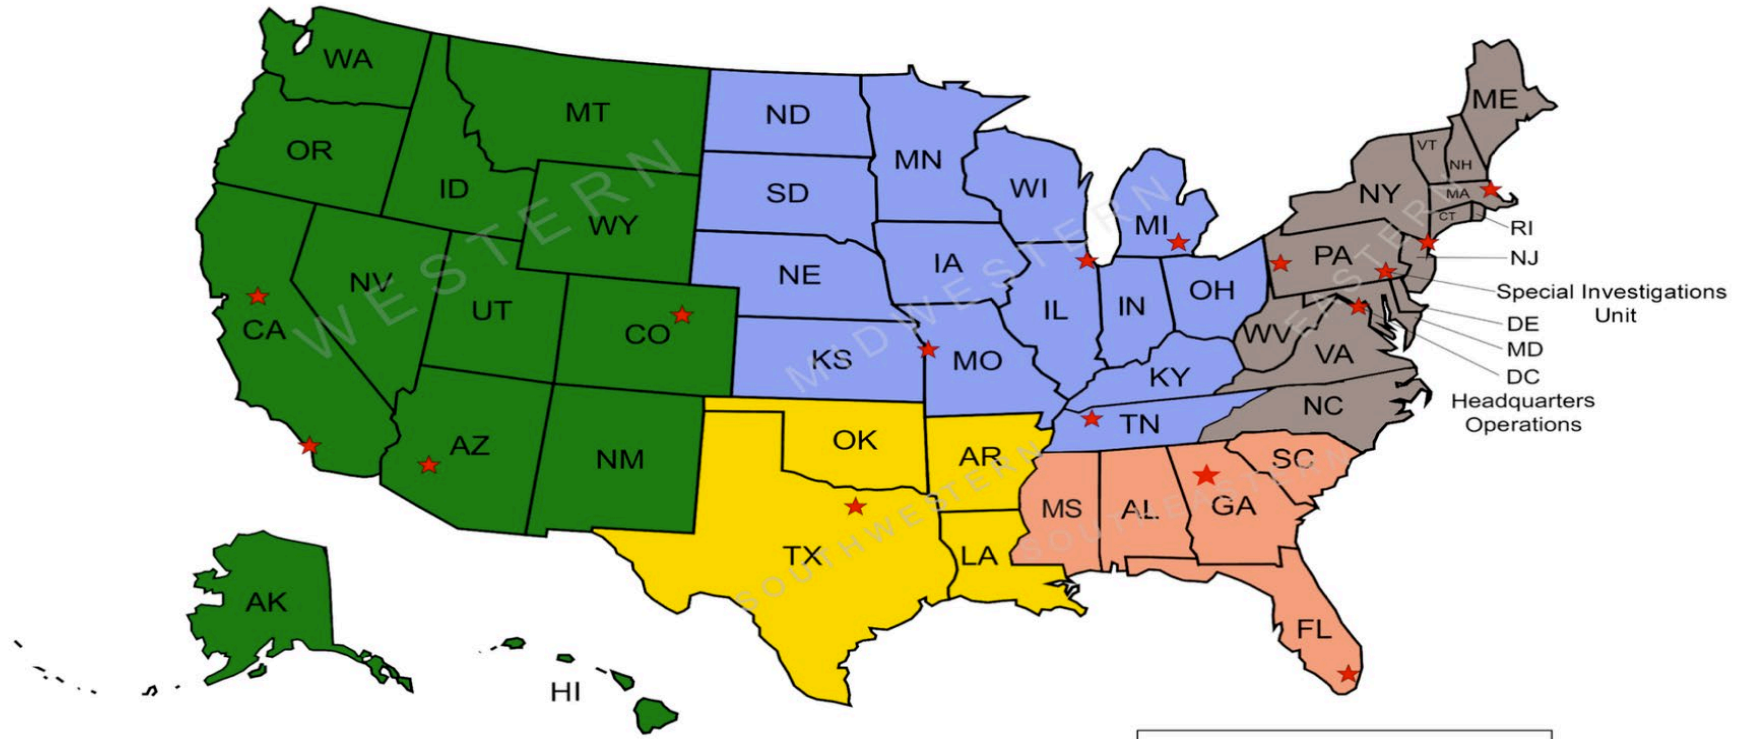 WA
MT
ND
ME
OR
MN
VT
NH
ID
SD
WI
NY
MA
WY
MI
CT
RI
NV
NE
IA
PA
NJ
UT
IL
IN
OH
Special Investigations
Unit
CA
CO
KS
MO
WV
VA
DE
MD
DC
KY
NC
Headquarters
Operations
TN
AZ
NM
OK
AR
SC
MS
AL
GA
TX
LA
AK
FL
HI
WESTERN
MIDWESTERN
EASTERN
SOUTHWESTERN
SOUTHEASTERN